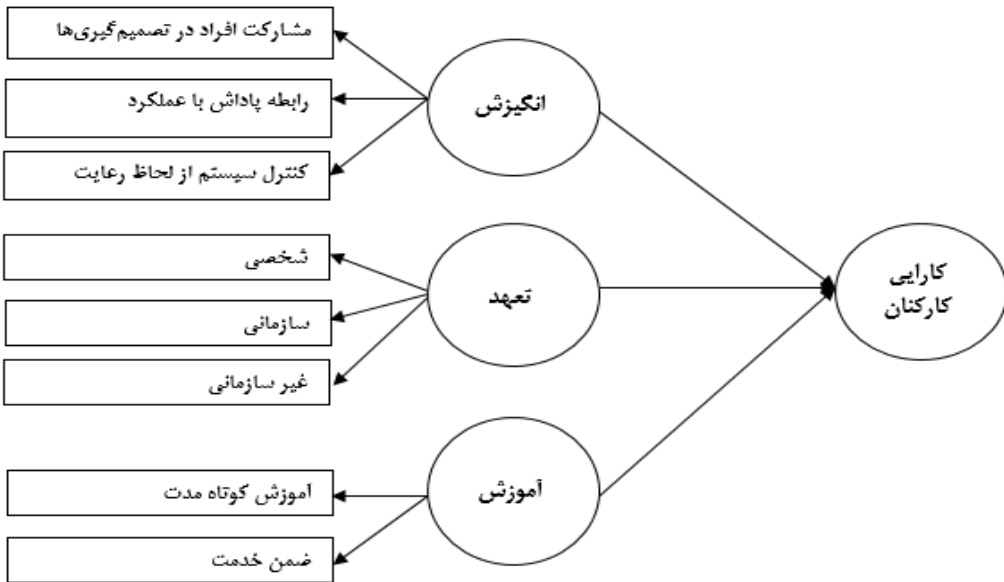 مشارکت افراد در تصمیم‌گیری‌ها
رابطه پاداش با عملکرد
کنترل سیستم از لحاظ رعایت
انگیزش
شخصی
سازمانی
غیر سازمانی
تعهد
کارایی
کارکنان
آموزش کوتاه مدت
ضمن خدمت
آموزش